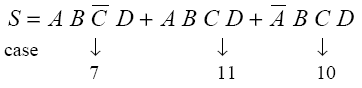 S = A B C̅ D + A B C D + A̅ B C D
case ↓ ↓ ↓
7 11 10